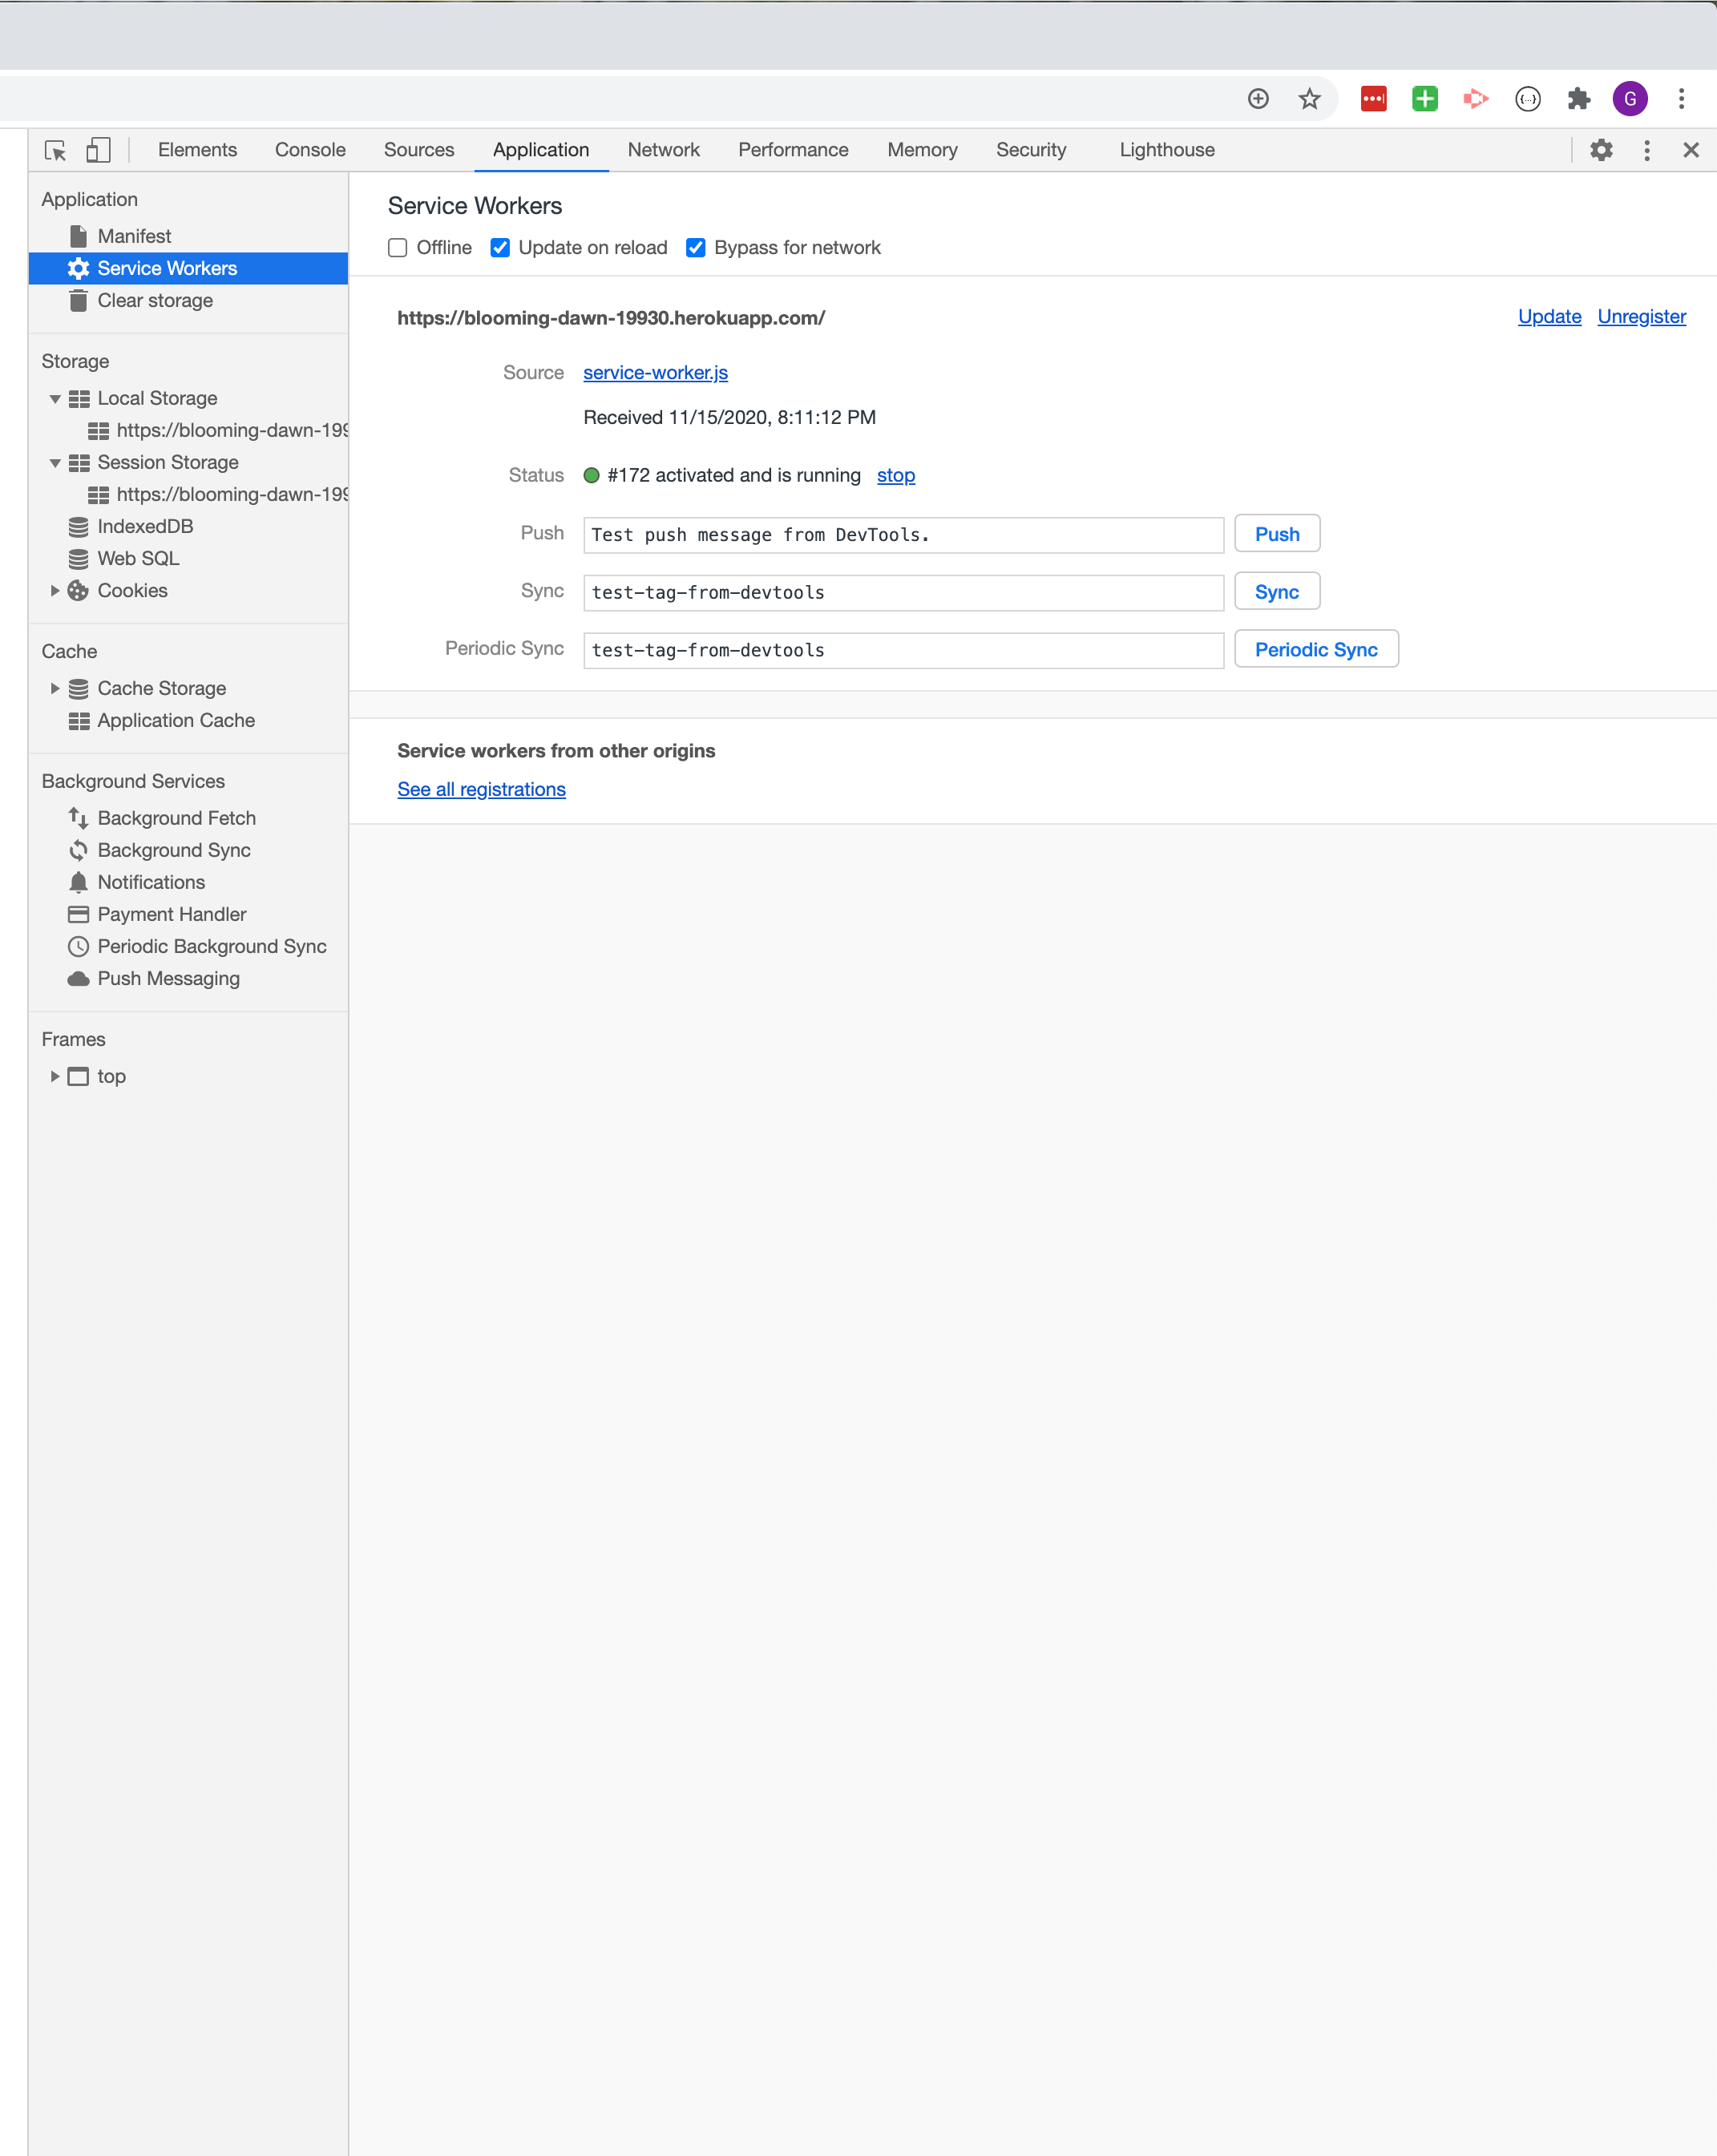 G
Elements Console Sources Application Network Performance Memory Security Lighthouse
Application
Manifest
Service Workers
Clear storage
Storage
Local Storage
https://blooming-dawn-199
Session Storage
https://blooming-dawn-199
IndexedDB
Web SQL
Cookies
Cache
Cache Storage
Application Cache
Background Services
Background Fetch
Background Sync
Notifications
Payment Handler
Periodic Background Sync
Push Messaging
Frames
top
Service Workers
Offline Update on reload Bypass for network
https://blooming-dawn-19930.herokuapp.com/ Update Unregister
Source service-worker.js
Received 11/15/2020, 8:11:12 PM
Status #172 activated and is running stop
Push Test push message from DevTools. Push
Sync test-tag-from-devtools Sync
Periodic Sync test-tag-from-devtools Periodic Sync
Service workers from other origins
See all registrations